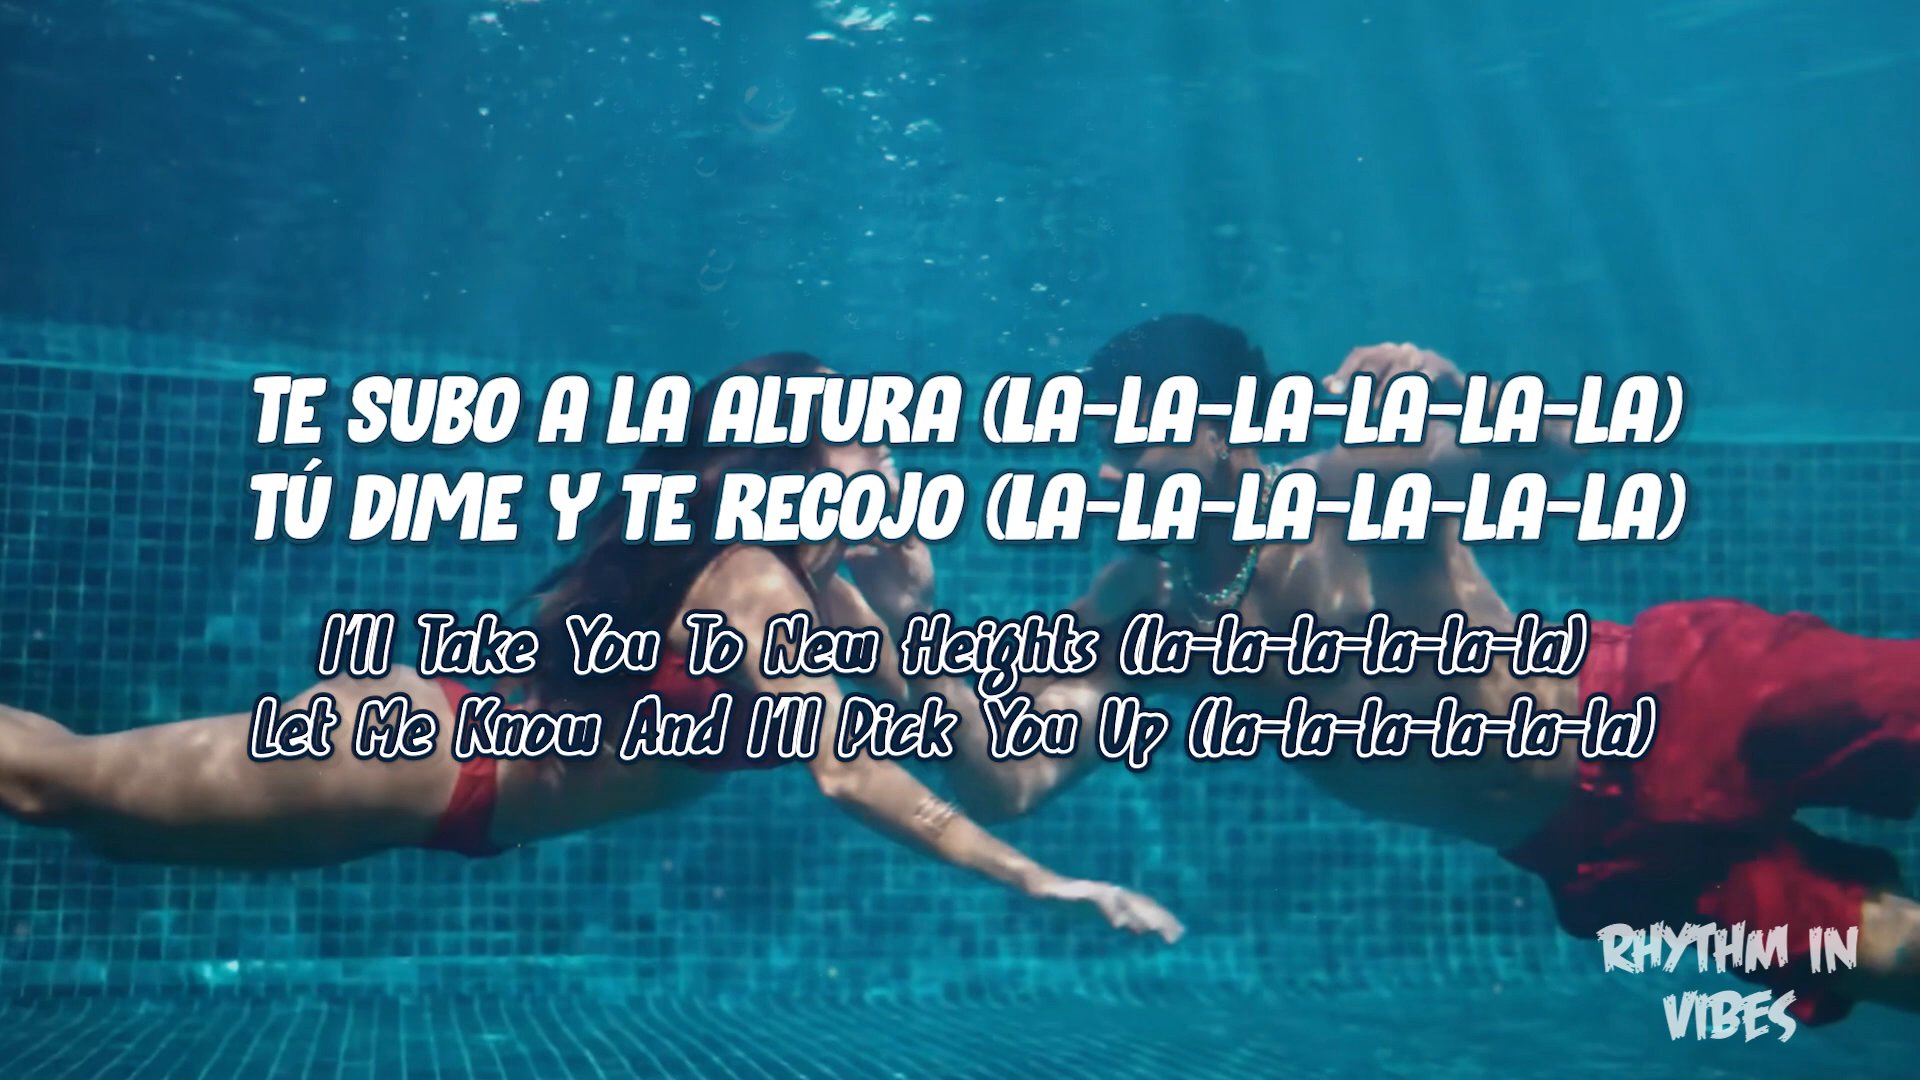 TE SUBO A LA ALTURA (LA-LA-LA-LA-LA-LA)
TÚ DIME Y TE RECOJO (LA-LA-LA-LA-LA-LA)
I'll Take You To New Heights (la-la-la-la-la-la)
Let Me Know And I'll Pick You Up (la-la-la-la-la-la)
RHYTHM IN
VIBES